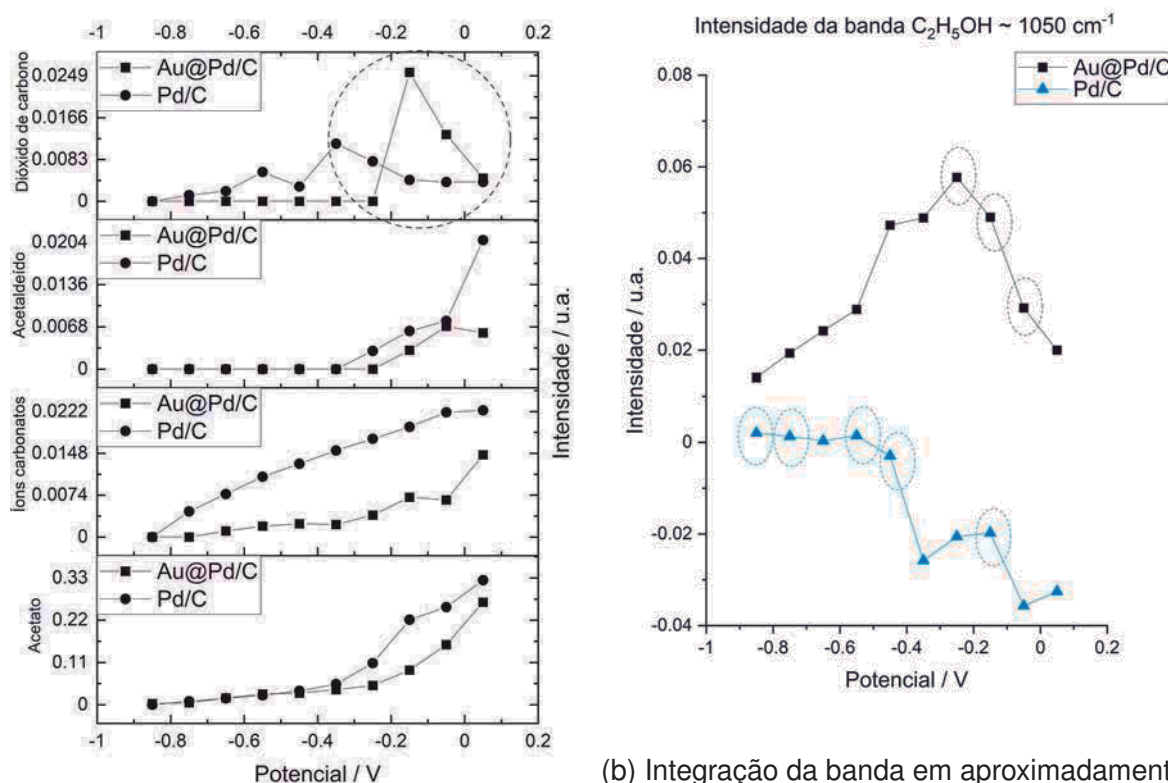 -1 -0.8 -0.6 -0.4 -0.2 0 0.2
Dióxido de carbono
0.0249
0.0166
0.0083
0
Au@Pd/C
Pd/C
Acetaldeído
0.0204
0.0136
0.0068
0
Au@Pd/C
Pd/C
Íons carbonatos
0.0222
0.0148
0.0074
0
Au@Pd/C
Pd/C
Acetato
0.33
0.22
0.11
0
Au@Pd/C
Pd/C
-1 -0.8 -0.6 -0.4 -0.2 0 0.2
Potencial / V
Intensidade / u.a.
Intensidade da banda C₂H₅OH ~ 1050 cm⁻¹
Au@Pd/C
Pd/C
0.08
0.06
0.04
0.02
0
-0.02
-0.04
Intensidade / u.a.
-1 -0.8 -0.6 -0.4 -0.2 0 0.2
Potencial / V
(b) Integração da banda em aproximadament